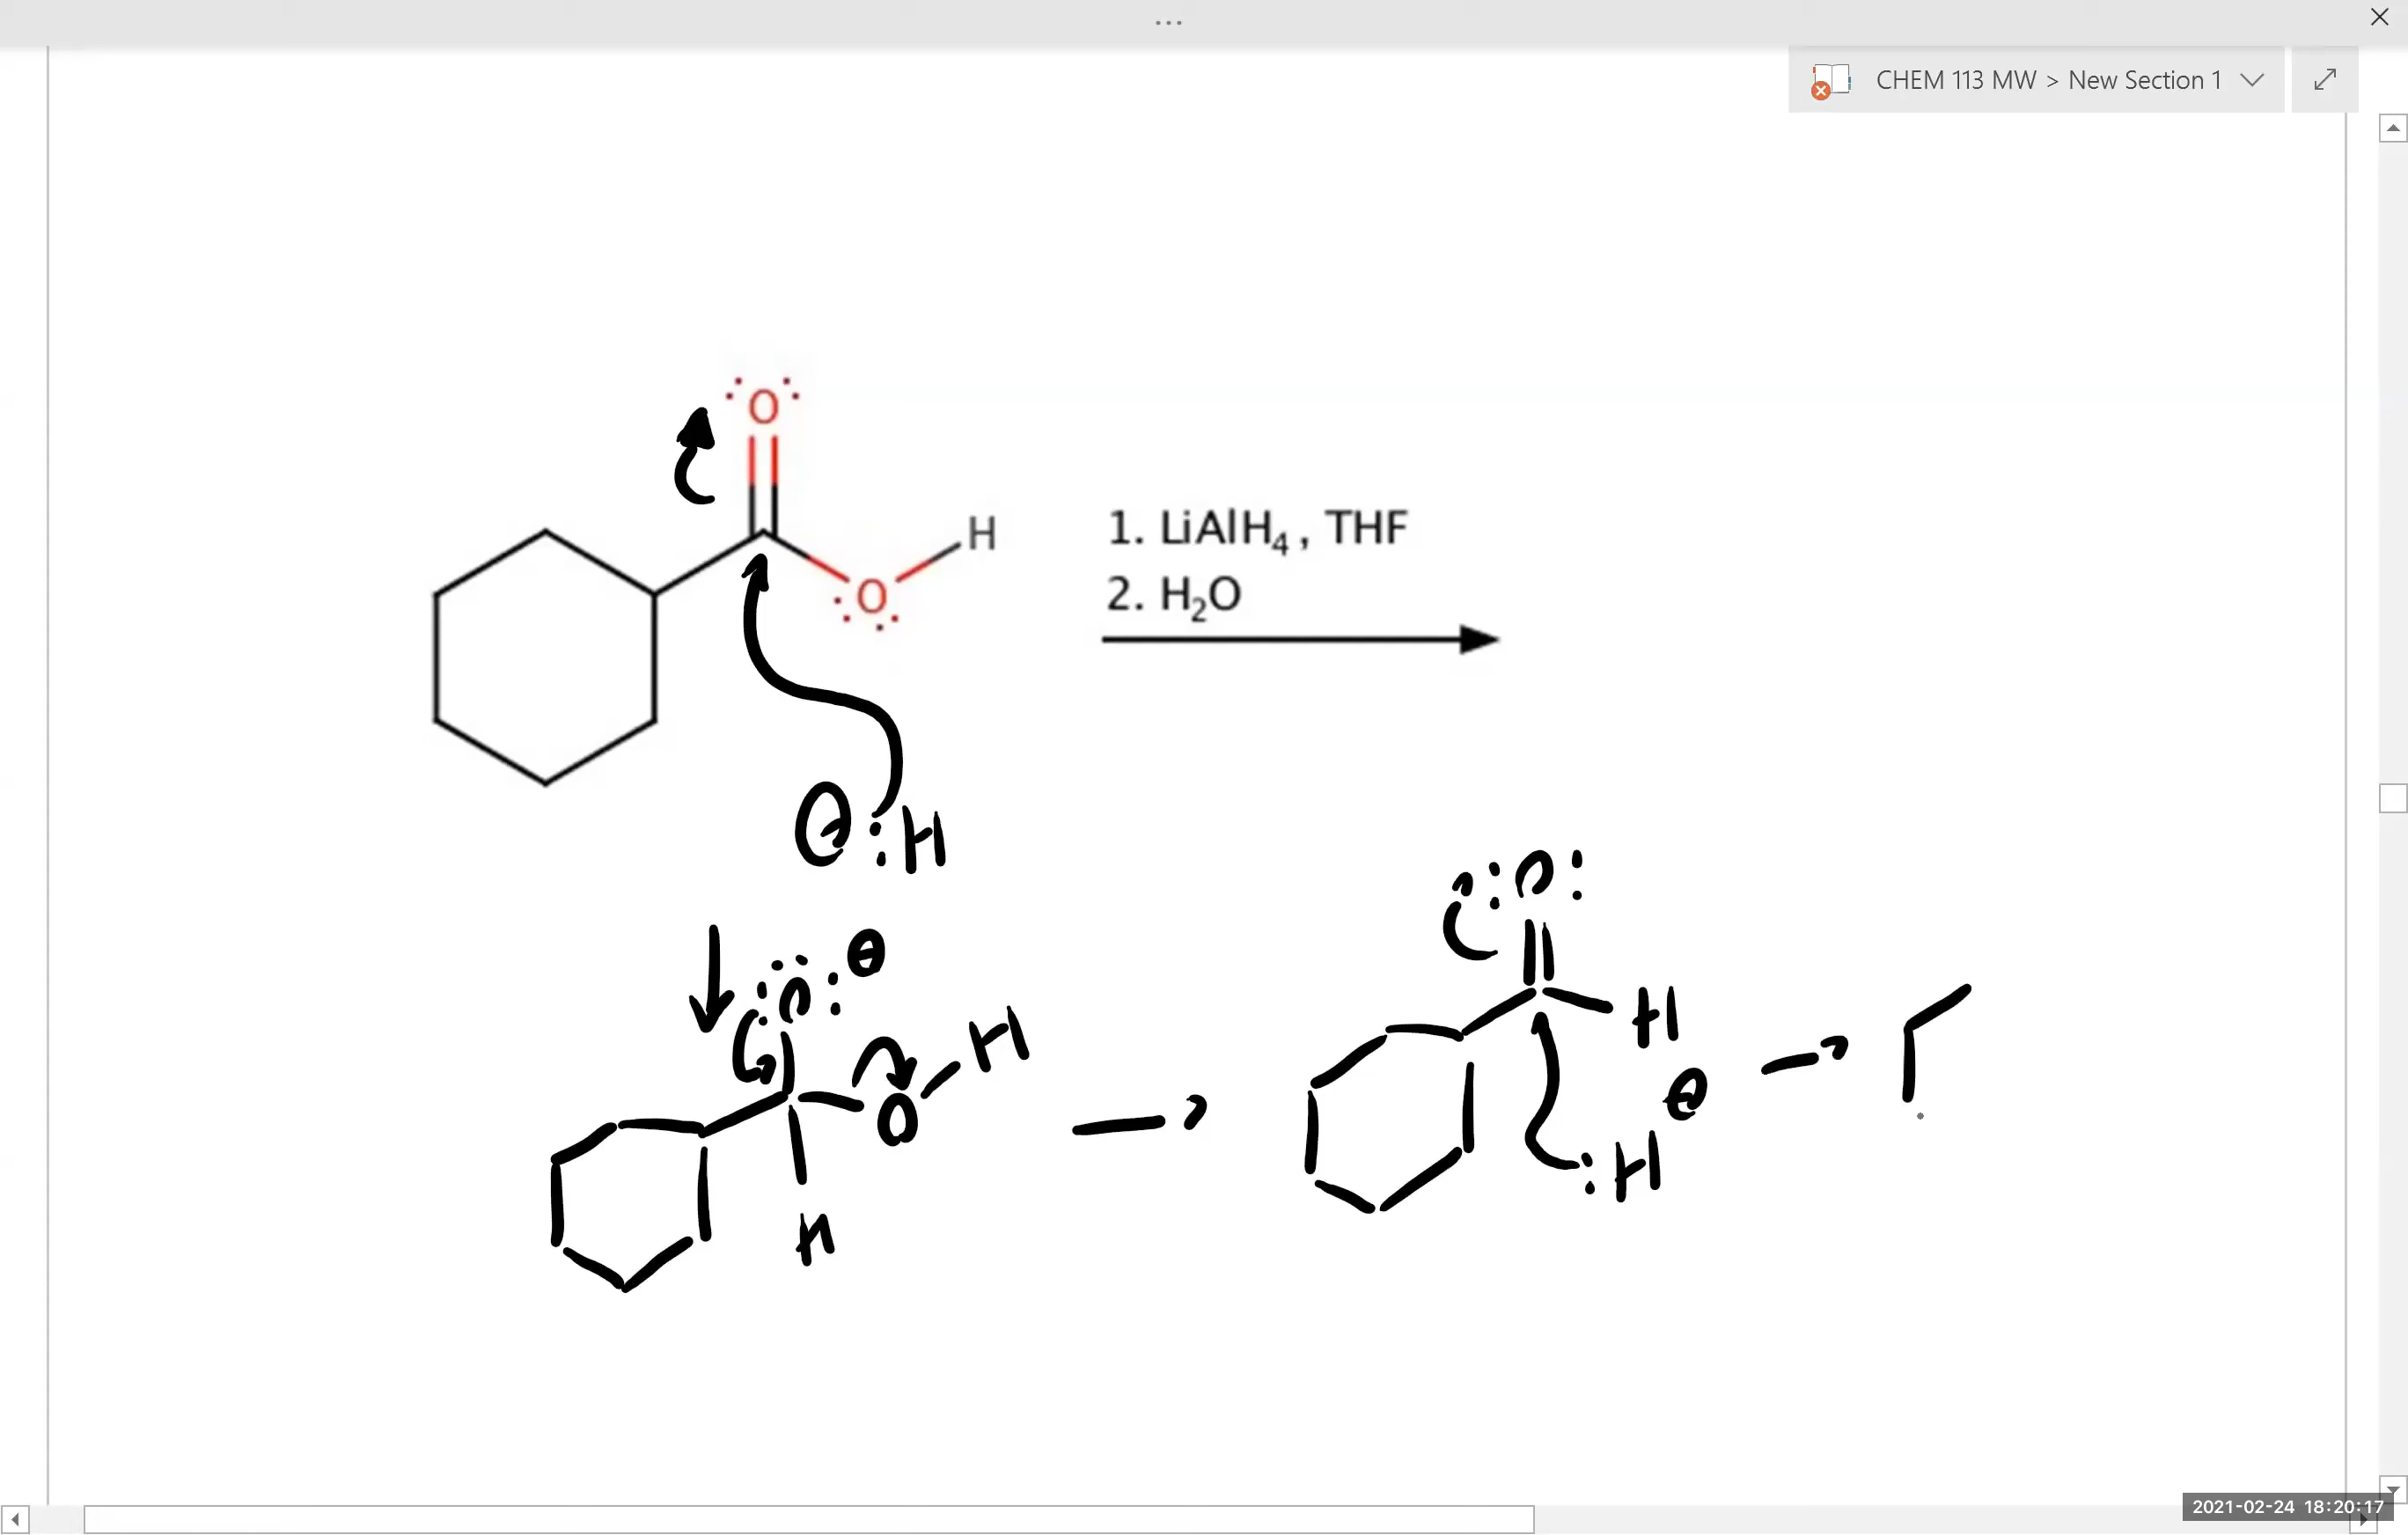 CHEM 113 MW > New Section 1
:O:
H
1. LiAlH₄, THF
:O:
2. H₂O
⊖ :H
:O:
⊖
:O:
H
H
O
⊖
:H
H
2021-02-24 18:20:17